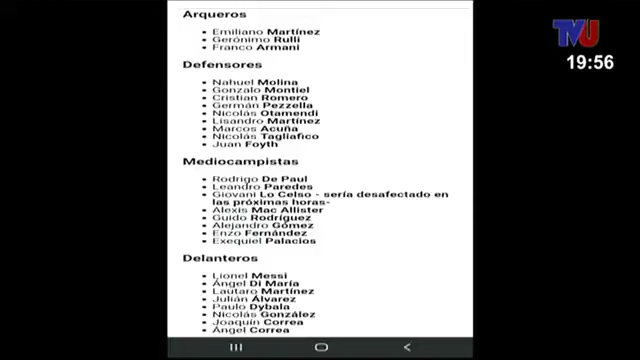 Arqueros
Emiliano Martínez
Gerónimo Rulli
Franco Armani
Defensores
Nahuel Molina
Gonzalo Montiel
Cristian Romero
Germán Pezzella
Nicolás Otamendi
Lisandro Martínez
Marcos Acuña
Nicolás Tagliafico
Juan Foyth
Mediocampistas
Rodrigo De Paul
Leandro Paredes
Giovani Lo Celso - sería desafectado en
las próximas horas-
Alexis Mac Allister
Guido Rodríguez
Alejandro Gómez
Enzo Fernández
Exequiel Palacios
Delanteros
Lionel Messi
Ángel Di María
Lautaro Martínez
Julián Álvarez
Paulo Dybala
Nicolás González
Joaquín Correa
Ángel Correa
TVU
19:56